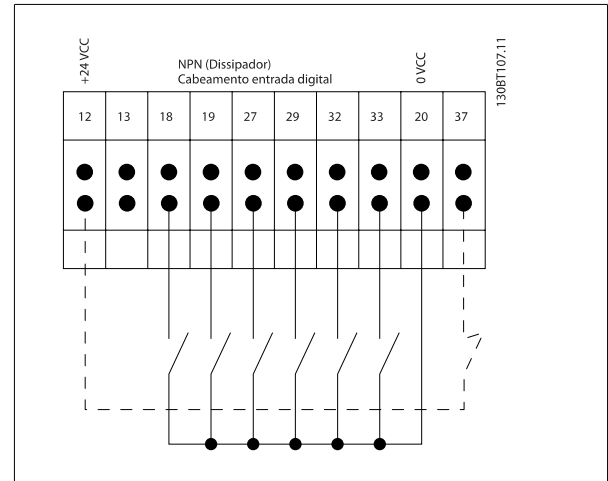 +24 VCC
NPN (Dissipador)
Cabeamento entrada digital
0 VCC
130BT107.11
12 13 18 19 27 29 32 33 20 37